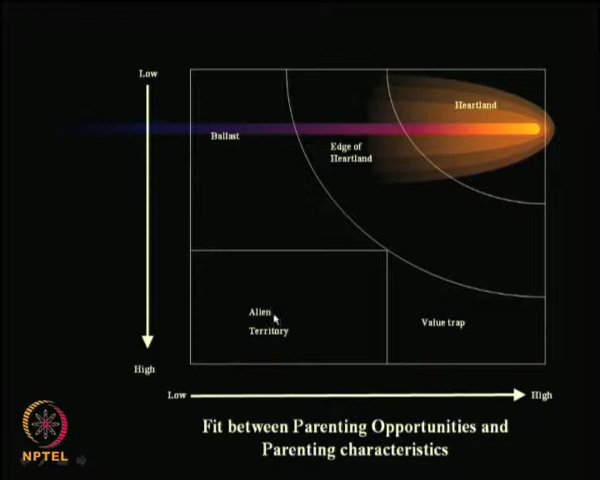 Low
Heartland
Ballast
Edge of
Heartland
Alien
Territory
Value trap
High
Low
High
Fit between Parenting Opportunities and
Parenting characteristics
NPTEL